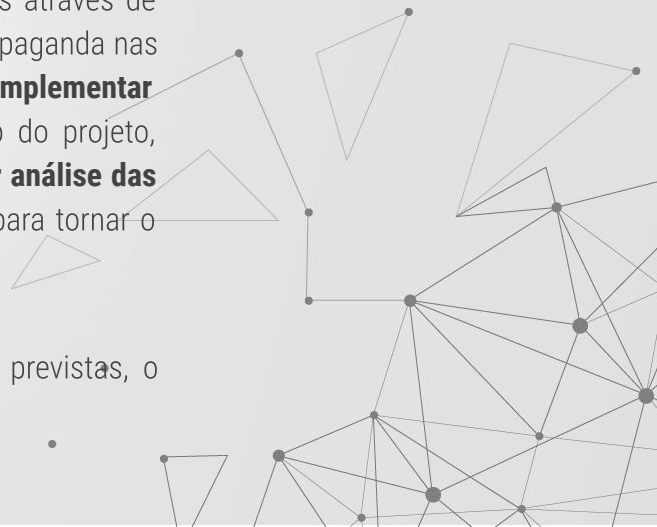 s através de
paganda nas
mplementar
o do projeto,
r análise das
para tornar o
previstas, o